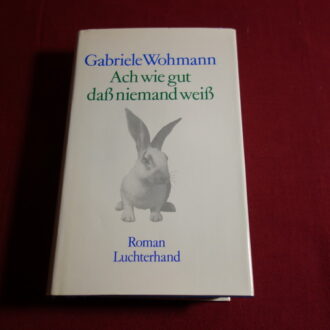 Gabriele Wohmann
Ach wie gut
daß niemand weiß
Roman
Luchterhand